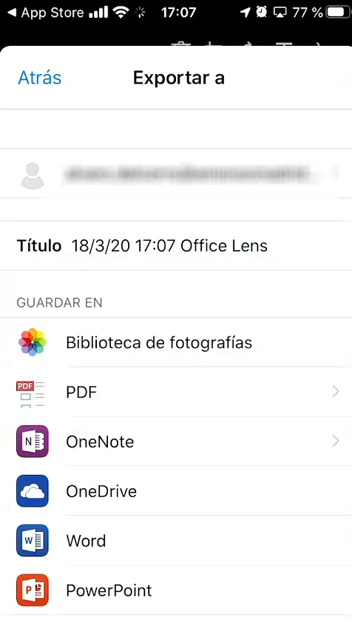 App Store 17:07 77 %
Atrás Exportar a
Título 18/3/20 17:07 Office Lens
GUARDAR EN
Biblioteca de fotografías
PDF PDF
N OneNote
OneDrive
W Word
P PowerPoint